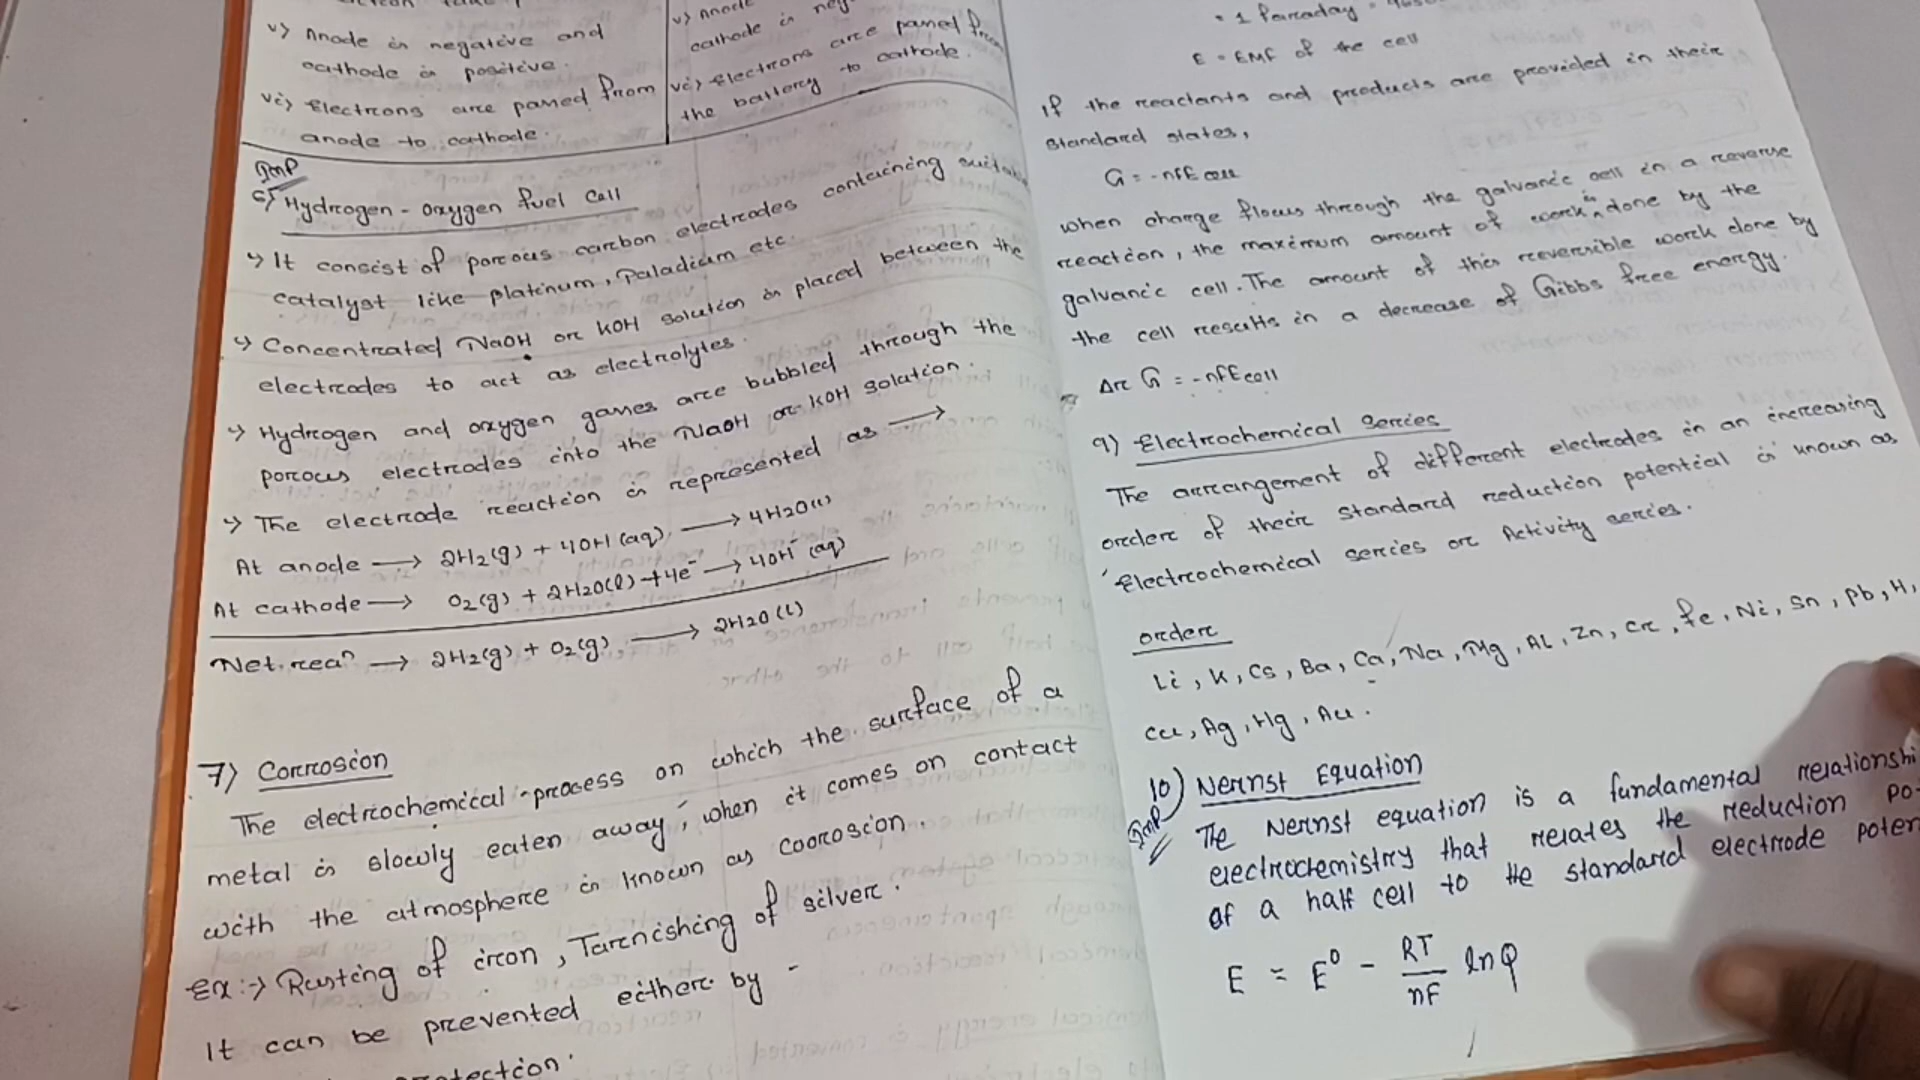 v) Anode is negative and
cathode is positive.
vi) Electrons are passed from
anode to cathode.
v) Anode
cathode is
vi) Electrons are passed from
the battery to cathode.
Imp
6) Hydrogen - oxygen fuel cell
↳ It consist of porous carbon electrodes containing
catalyst like platinum, Paladium etc.
↳ Concentrated NaOH or KOH solution is placed between the
electrodes to act as electrolytes.
↳ Hydrogen and oxygen gases are bubbled through the
porous electrodes into the NaOH or KOH solution.
↳ The electrode reaction is represented as →
At anode → 2H2(g) + 4OH(aq) → 4H2O(l)
At cathode → O2(g) + 2H2O(l) + 4e⁻ → 4OH⁻(aq)
Net reaⁿ → 2H2(g) + O2(g) → 2H2O(l)
7) Corrosion
The electrochemical process on which the surface of a
metal is slowly eaten away, when it comes on contact
with the atmosphere is known as Coorosion.
Ex:→ Rusting of iron, Tarnishing of silver.
It can be prevented either by -
= 1 Faraday =
E = EMF of the cell
If the reactants and products are provided in their
standard states,
G = -nFE cell
When charge flows through the galvanic cell in a reverse
reaction, the maximum amount of work is done by the
galvanic cell. The amount of this reversible work done by
the cell results in a decrease of Gibbs free energy.
Δr G = -nFEcell
9) Electrochemical Series
The arrangement of different electrodes in an increasing
order of their standard reduction potential is known as
Electrochemical series or Activity series.
order
Li, K, Cs, Ba, Ca, Na, Mg, Al, Zn, Cr, Fe, Ni, Sn, Pb, H,
Cu, Ag, Hg, Au.
10) Nernst Equation
Imp The Nernst equation is a fundamental
electrochemistry that relates the reduction po-
of a half cell to the standard electrode
E = E⁰ - RT/nF lnQ